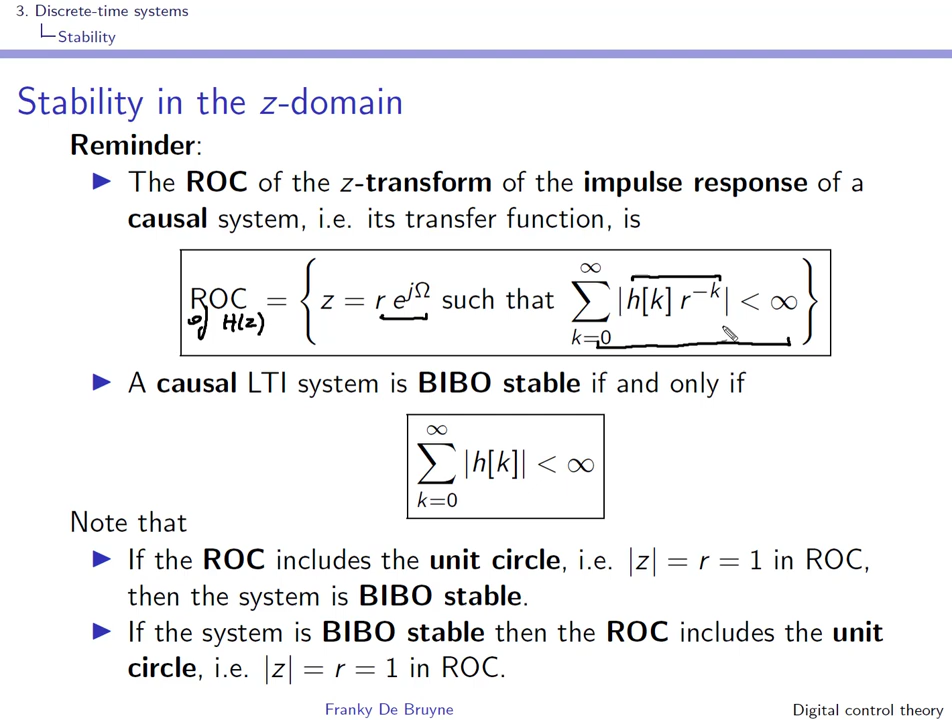 3. Discrete-time systems
Stability
Stability in the z-domain
Reminder:
▶ The ROC of the z-transform of the impulse response of a
causal system, i.e. its transfer function, is
ROC = { z = r e^{jΩ} such that ∑_{k=0}^{∞} |h[k] r^{-k}| < ∞ }
of H(z)
▶ A causal LTI system is BIBO stable if and only if
∑_{k=0}^{∞} |h[k]| < ∞
Note that
▶ If the ROC includes the unit circle, i.e. |z| = r = 1 in ROC,
then the system is BIBO stable.
▶ If the system is BIBO stable then the ROC includes the unit
circle, i.e. |z| = r = 1 in ROC.
Franky De Bruyne Digital control theory